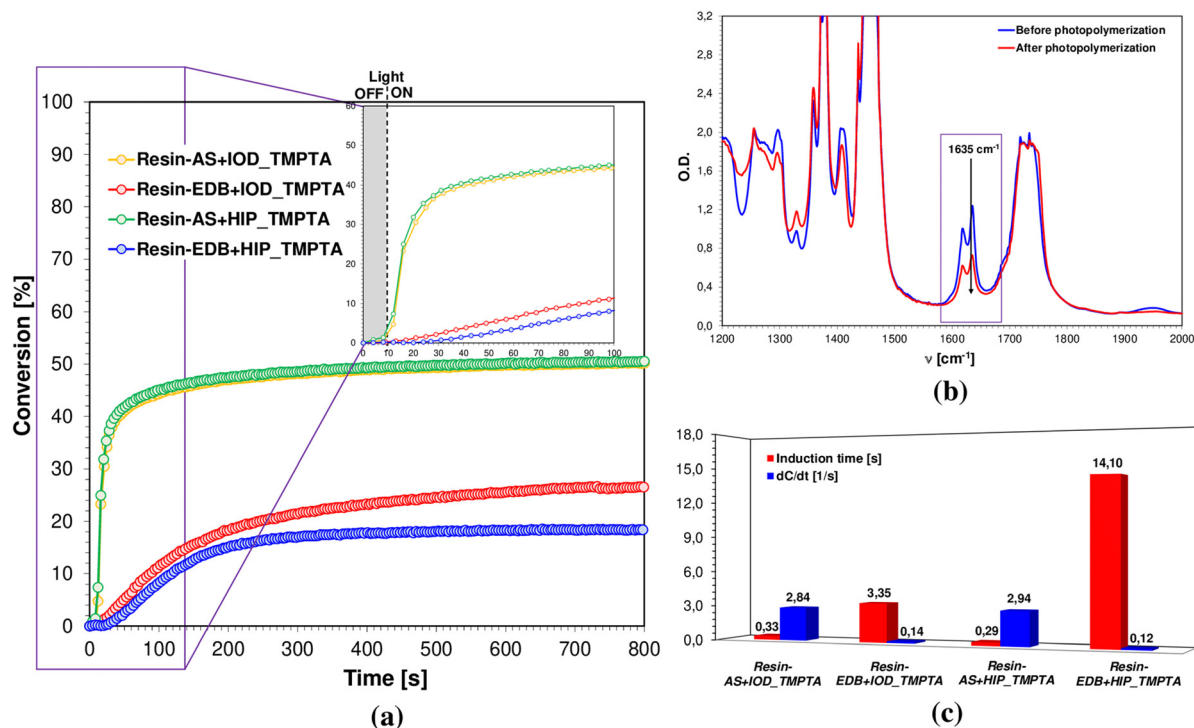 Conversion [%]
100
90
80
70
60
50
40
30
20
10
0
0
100
200
300
400
500
600
700
800
Time [s]
Resin-AS+IOD_TMPTA
Resin-EDB+IOD_TMPTA
Resin-AS+HIP_TMPTA
Resin-EDB+HIP_TMPTA
Light
OFF ON
60
50
40
30
20
10
0
0
10
20
30
40
50
60
70
80
90
100
(a)
O.D.
3,2
2,8
2,4
2,0
1,6
1,2
0,8
0,4
0,0
Before photopolymerization
After photopolymerization
1635 cm-1
1200
1300
1400
1500
1600
1700
1800
1900
2000
ν [cm-1]
(b)
18,0
15,0
12,0
9,0
6,0
3,0
0,0
Induction time [s]
dC/dt [1/s]
0,33
2,84
3,35
0,14
0,29
2,94
14,10
0,12
Resin-
AS+IOD_TMPTA
Resin-
EDB+IOD_TMPTA
Resin-
AS+HIP_TMPTA
Resin-
EDB+HIP_TMPTA
(c)